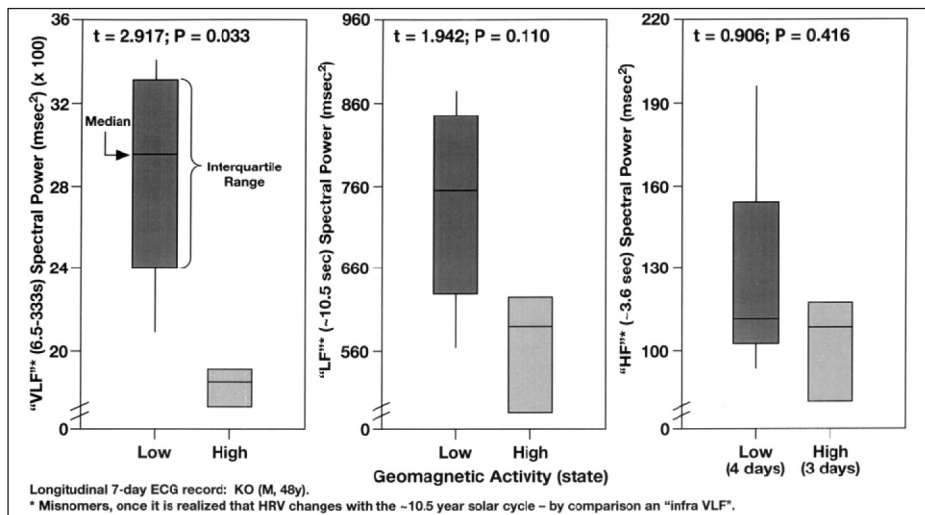 t = 2.917; P = 0.033
"VLF"* (6.5-333s) Spectral Power (msec²) (x 100)
36
32
28
24
20
0
Median
Interquartile
Range
Low
High
t = 1.942; P = 0.110
"LF"* (~10.5 sec) Spectral Power (msec²)
960
860
760
660
560
0
Low
High
t = 0.906; P = 0.416
"HF"* (~3.6 sec) Spectral Power (msec²)
220
190
160
130
100
0
Low
(4 days)
High
(3 days)
Geomagnetic Activity (state)
Longitudinal 7-day ECG record: KO (M, 48y).
* Misnomers, once it is realized that HRV changes with the ~10.5 year solar cycle – by comparison an "infra VLF".